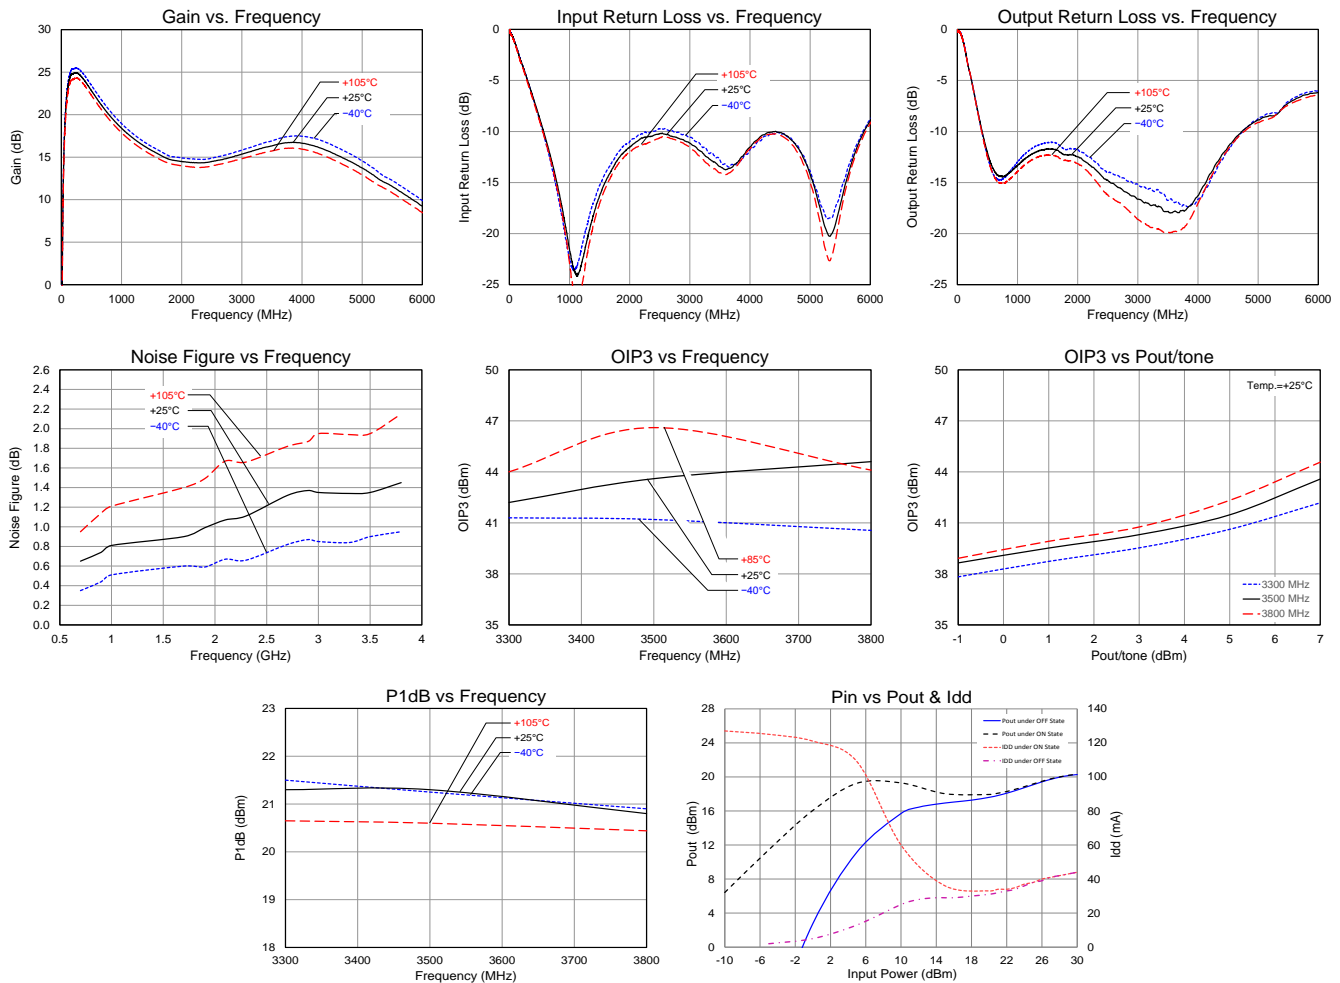 Gain vs. Frequency
30
25
20
15
10
5
0
Gain (dB)
+105°C
+25°C
−40°C
0 1000 2000 3000 4000 5000 6000
Frequency (MHz)
Input Return Loss vs. Frequency
0
-5
-10
-15
-20
-25
Input Return Loss (dB)
+105°C
+25°C
−40°C
0 1000 2000 3000 4000 5000 6000
Frequency (MHz)
Output Return Loss vs. Frequency
0
-5
-10
-15
-20
-25
Output Return Loss (dB)
+105°C
+25°C
−40°C
0 1000 2000 3000 4000 5000 6000
Frequency (MHz)
Noise Figure vs Frequency
2.6
2.4
2.2
2.0
1.8
1.6
1.4
1.2
1.0
0.8
0.6
0.4
0.2
0.0
Noise Figure (dB)
+105°C
+25°C
−40°C
0.5 1 1.5 2 2.5 3 3.5 4
Frequency (GHz)
OIP3 vs Frequency
50
47
44
41
38
35
OIP3 (dBm)
+85°C
+25°C
−40°C
3300 3400 3500 3600 3700 3800
Frequency (MHz)
OIP3 vs Pout/tone
50
47
44
41
38
35
OIP3 (dBm)
Temp.=+25°C
3300 MHz
3500 MHz
3800 MHz
-1 0 1 2 3 4 5 6 7
Pout/tone (dBm)
P1dB vs Frequency
23
22
21
20
19
18
P1dB (dBm)
+105°C
+25°C
−40°C
3300 3400 3500 3600 3700 3800
Frequency (MHz)
Pin vs Pout & Idd
28
24
20
16
12
8
4
0
Pout (dBm)
Pout under OFF State
Pout under ON State
IDD under ON State
IDD under OFF State
140
120
100
80
60
40
20
0
Idd (mA)
-10 -6 -2 2 6 10 14 18 22 26 30
Input Power (dBm)